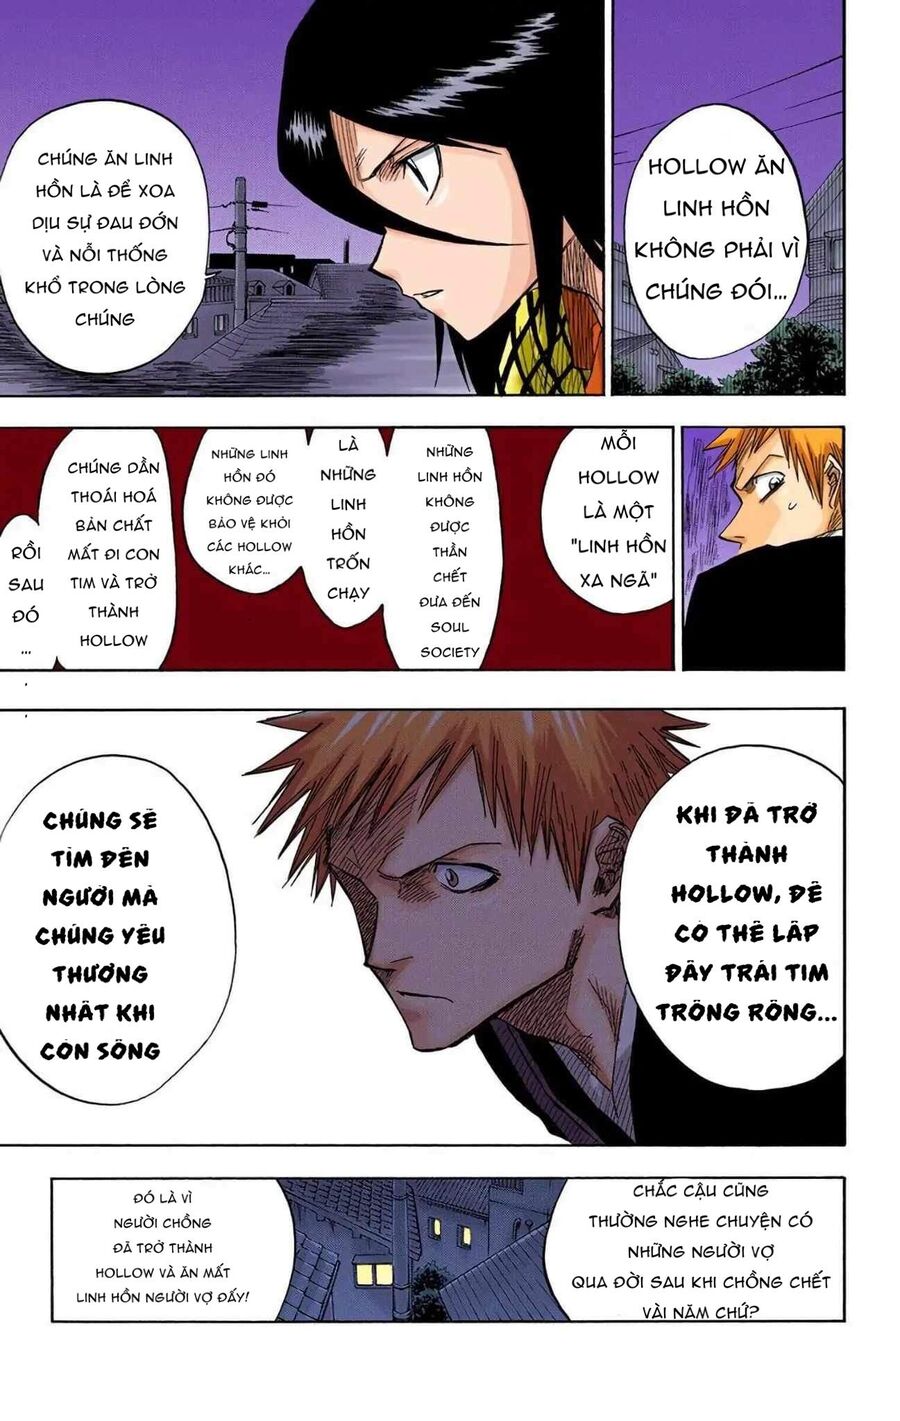 HOLLOW ĂN
LINH HỒN
KHÔNG PHẢI VÌ
CHÚNG ĐÓI...
CHÚNG ĂN LINH
HỒN LÀ ĐỂ XOA
DỊU SỰ ĐAU ĐỚN
VÀ NỖI THỐNG
KHỔ TRONG LÒNG
CHÚNG
MỖI
HOLLOW
LÀ MỘT
"LINH HỒN
XA NGÃ"
NHỮNG
LINH HỒN
KHÔNG
ĐƯỢC
THẦN
CHẾT
ĐƯA ĐẾN
SOUL
SOCIETY
LÀ
NHỮNG
LINH
HỒN
TRỐN
CHẠY
NHỮNG LINH
HỒN ĐÓ
KHÔNG ĐƯỢC
BẢO VỆ KHỎI
CÁC HOLLOW
KHÁC...
CHÚNG DẦN
THOÁI HOÁ
BẢN CHẤT
MẤT ĐI CON
TIM VÀ TRỞ
THÀNH
HOLLOW
RỒI
SAU
ĐÓ
...
KHI ĐÃ TRỞ
THÀNH
HOLLOW, ĐỂ
CÓ THỂ LẤP
ĐẦY TRÁI TIM
TRỐNG RỖNG...
CHÚNG SẼ
TÌM ĐẾN
NGƯỜI MÀ
CHÚNG YÊU
THƯƠNG
NHẤT KHI
CÒN SỐNG
CHẮC CẬU CŨNG
THƯỜNG NGHE CHUYỆN CÓ
NHỮNG NGƯỜI VỢ
QUA ĐỜI SAU KHI CHỒNG CHẾT
VÀI NĂM CHỨ?
ĐÓ LÀ VÌ
NGƯỜI CHỒNG
ĐÃ TRỞ THÀNH
HOLLOW VÀ ĂN MẤT
LINH HỒN NGƯỜI VỢ ĐẤY!